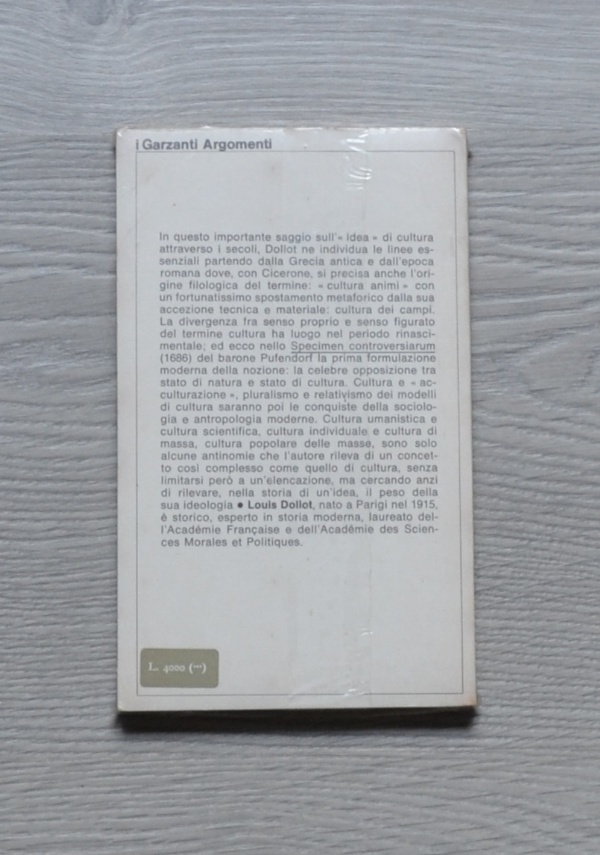 i Garzanti Argomenti
In questo importante saggio sull'« idea » di cultura
attraverso i secoli, Dollot ne individua le linee es-
senziali partendo dalla Grecia antica e dall'epoca
romana dove, con Cicerone, si precisa anche l'ori-
gine filologica del termine: « cultura animi » con
un fortunatissimo spostamento metaforico dalla sua
accezione tecnica e materiale: cultura dei campi.
La divergenza fra senso proprio e senso figurato
del termine cultura ha luogo nel periodo rinasci-
mentale; ed ecco nello Specimen controversiarum
(1686) del barone Pufendorf la prima formulazione
moderna della nozione: la celebre opposizione tra
stato di natura e stato di cultura. Cultura e « ac-
culturazione », pluralismo e relativismo dei modelli
di cultura saranno poi le conquiste della sociolo-
gia e antropologia moderne. Cultura umanistica e
cultura scientifica, cultura individuale e cultura di
massa, cultura popolare delle masse, sono solo
alcune antinomie che l'autore rileva di un concet-
to così complesso come quello di cultura, senza
limitarsi però a un'elencazione, ma cercando anzi
di rilevare, nella storia di un'idea, il peso della
sua ideologia ● Louis Dollot, nato a Parigi nel 1915,
è storico, esperto in storia moderna, laureato del-
l'Académie Française e dell'Académie des Scien-
ces Morales et Politiques.
L. 4000 (***)